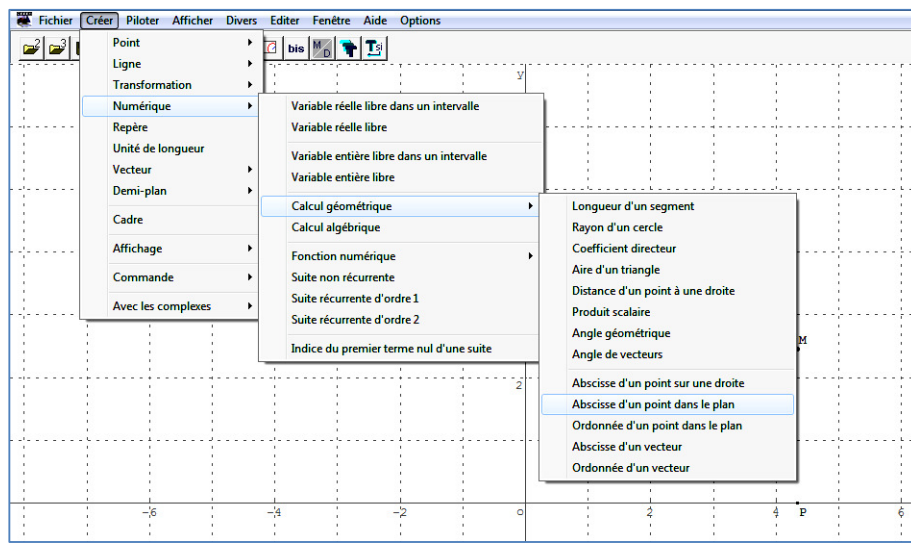 Fichier Créer Piloter Afficher Divers Editer Fenêtre Aide Options
2 3 bis M/D Tsi
Point
Ligne
Transformation
Numérique
Repère
Unité de longueur
Vecteur
Demi-plan
Cadre
Affichage
Commande
Avec les complexes
Variable réelle libre dans un intervalle
Variable réelle libre
Variable entière libre dans un intervalle
Variable entière libre
Calcul géométrique
Calcul algébrique
Fonction numérique
Suite non récurrente
Suite récurrente d'ordre 1
Suite récurrente d'ordre 2
Indice du premier terme nul d'une suite
Longueur d'un segment
Rayon d'un cercle
Coefficient directeur
Aire d'un triangle
Distance d'un point à une droite
Produit scalaire
Angle géométrique
Angle de vecteurs
Abscisse d'un point sur une droite
Abscisse d'un point dans le plan
Ordonnée d'un point dans le plan
Abscisse d'un vecteur
Ordonnée d'un vecteur
y
M
2
-6 -4 -2 o 2 4 P 6